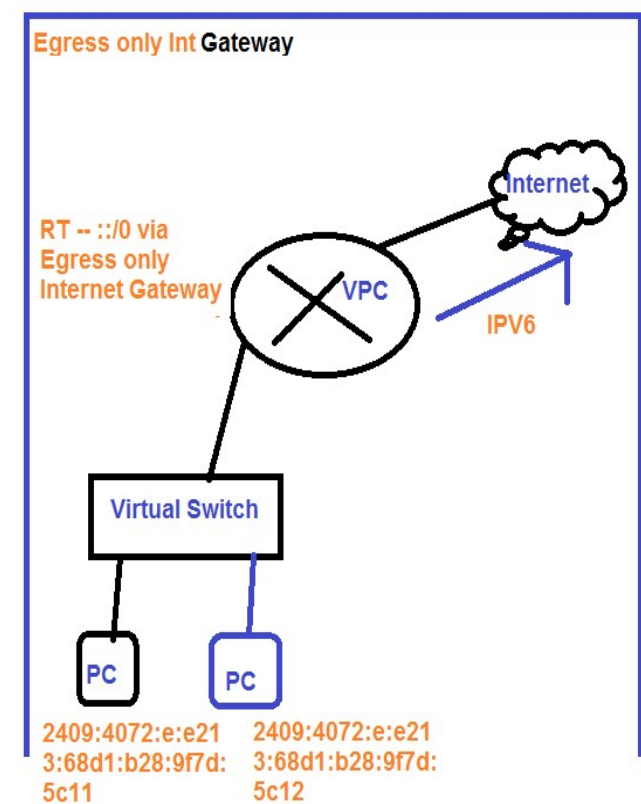 Egress only Int Gateway
Internet
RT -- ::/0 via
Egress only
Internet Gateway
VPC
IPV6
Virtual Switch
PC
PC
2409:4072:e:e21
3:68d1:b28:9f7d:
5c11
2409:4072:e:e21
3:68d1:b28:9f7d:
5c12